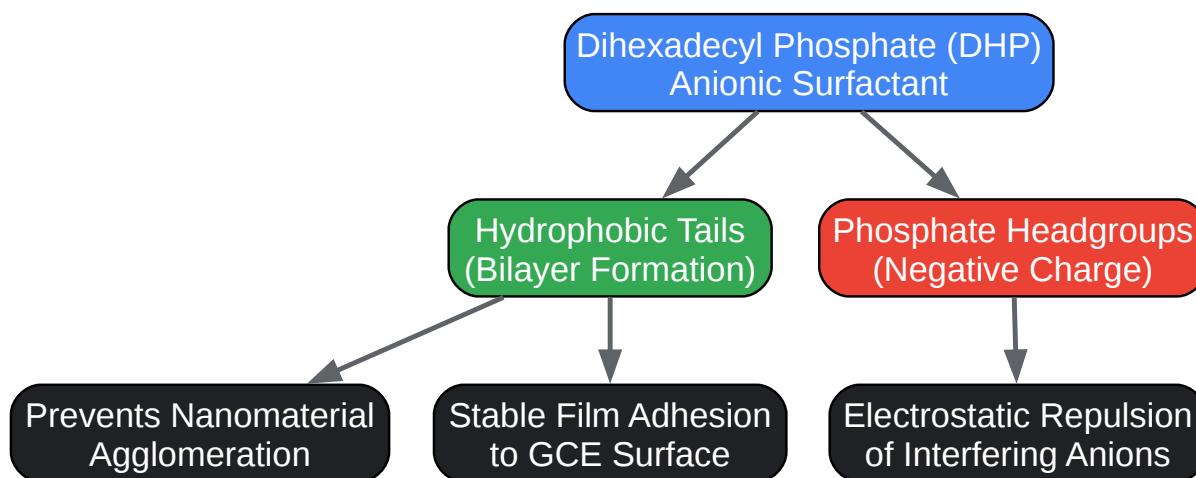 Dihexadecyl Phosphate (DHP)
Anionic Surfactant
Hydrophobic Tails
(Bilayer Formation)
Phosphate Headgroups
(Negative Charge)
Prevents Nanomaterial
Agglomeration
Stable Film Adhesion
to GCE Surface
Electrostatic Repulsion
of Interfering Anions